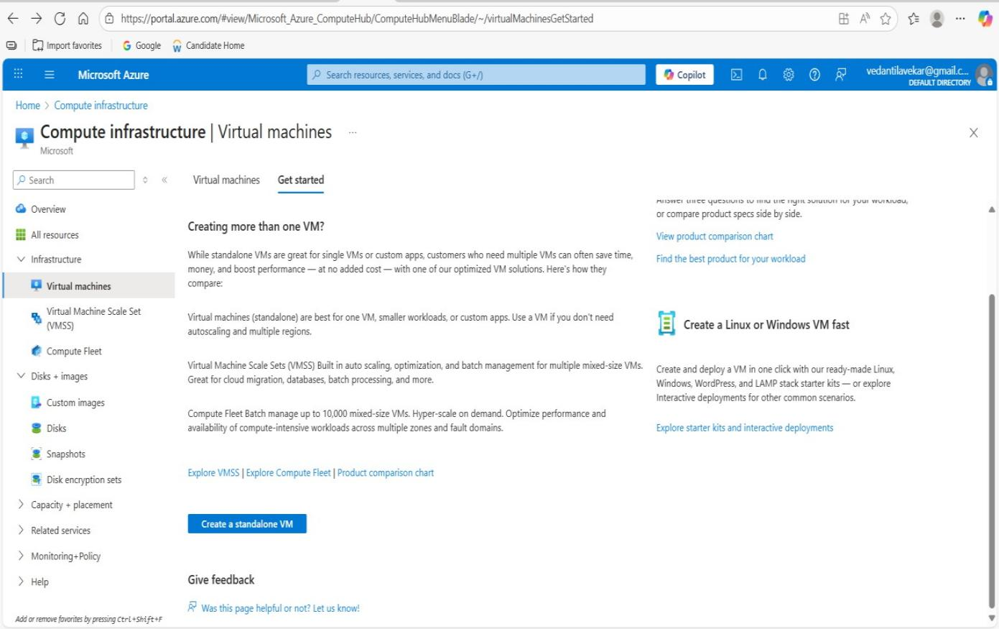 https://portal.azure.com/#view/Microsoft_Azure_ComputeHub/ComputeHubMenuBlade/~/virtualMachinesGetStarted
Import favorites
Google
Candidate Home
Microsoft Azure
Search resources, services, and docs (G+/)
Copilot
vedantilavekar@gmail.c...
DEFAULT DIRECTORY
Home > Compute infrastructure
Compute infrastructure | Virtual machines ...
Microsoft
Search
Virtual machines
Get started
Overview
All resources
Infrastructure
Virtual machines
Virtual Machine Scale Set
(VMSS)
Compute Fleet
Disks + images
Custom images
Disks
Snapshots
Disk encryption sets
Capacity + placement
Related services
Monitoring+Policy
Help
Add or remove favorites by pressing Ctrl+Shift+F
Creating more than one VM?
While standalone VMs are great for single VMs or custom apps, customers who need multiple VMs can often save time,
money, and boost performance — at no added cost — with one of our optimized VM solutions. Here's how they
compare:
Virtual machines (standalone) are best for one VM, smaller workloads, or custom apps. Use a VM if you don't need
autoscaling and multiple regions.
Virtual Machine Scale Sets (VMSS) Built in auto scaling, optimization, and batch management for multiple mixed-size VMs.
Great for cloud migration, databases, batch processing, and more.
Compute Fleet Batch manage up to 10,000 mixed-size VMs. Hyper-scale on demand. Optimize performance and
availability of compute-intensive workloads across multiple zones and fault domains.
Explore VMSS | Explore Compute Fleet | Product comparison chart
Create a standalone VM
Give feedback
Was this page helpful or not? Let us know!
Answer three questions to find the right solution for your workload,
or compare product specs side by side.
View product comparison chart
Find the best product for your workload
Create a Linux or Windows VM fast
Create and deploy a VM in one click with our ready-made Linux,
Windows, WordPress, and LAMP stack starter kits — or explore
Interactive deployments for other common scenarios.
Explore starter kits and interactive deployments